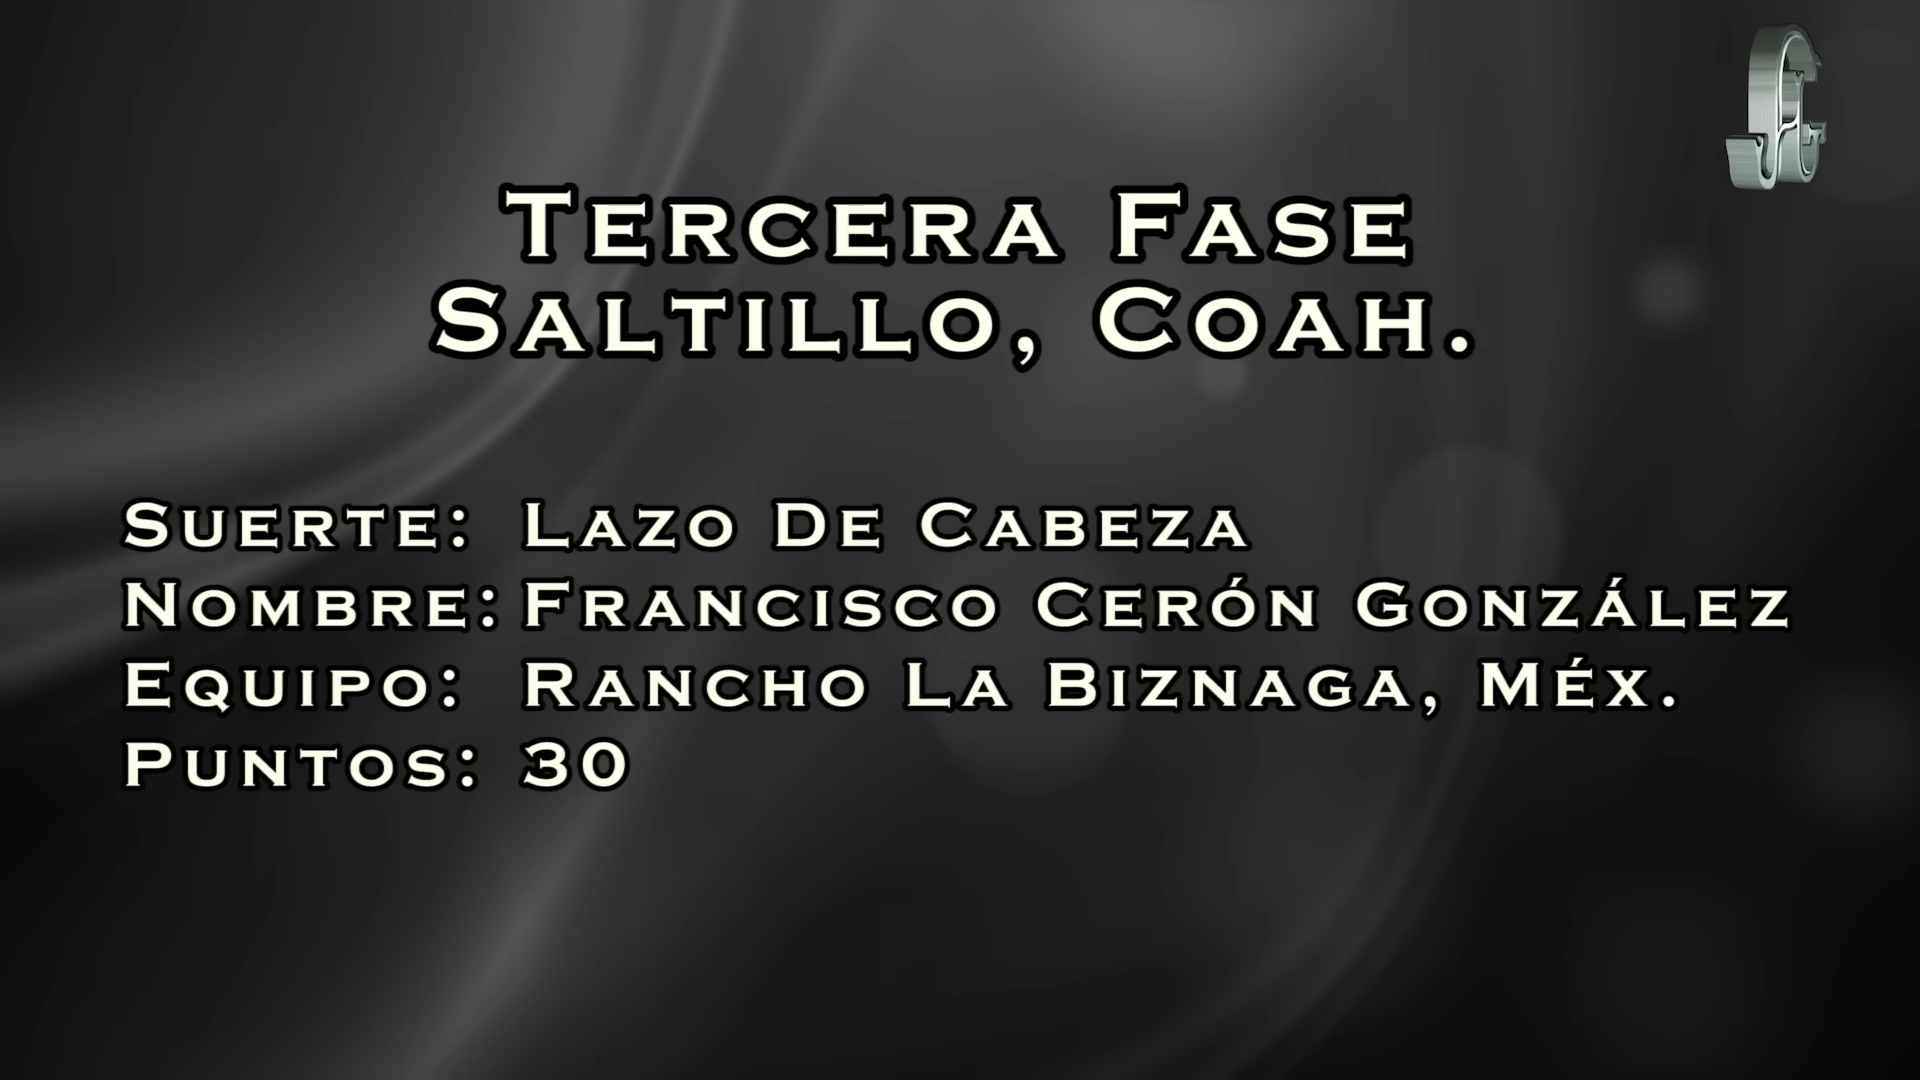 Tercera Fase
Saltillo, Coah.
Suerte: Lazo De Cabeza
Nombre: Francisco Cerón González
Equipo: Rancho La Biznaga, Méx.
Puntos: 30